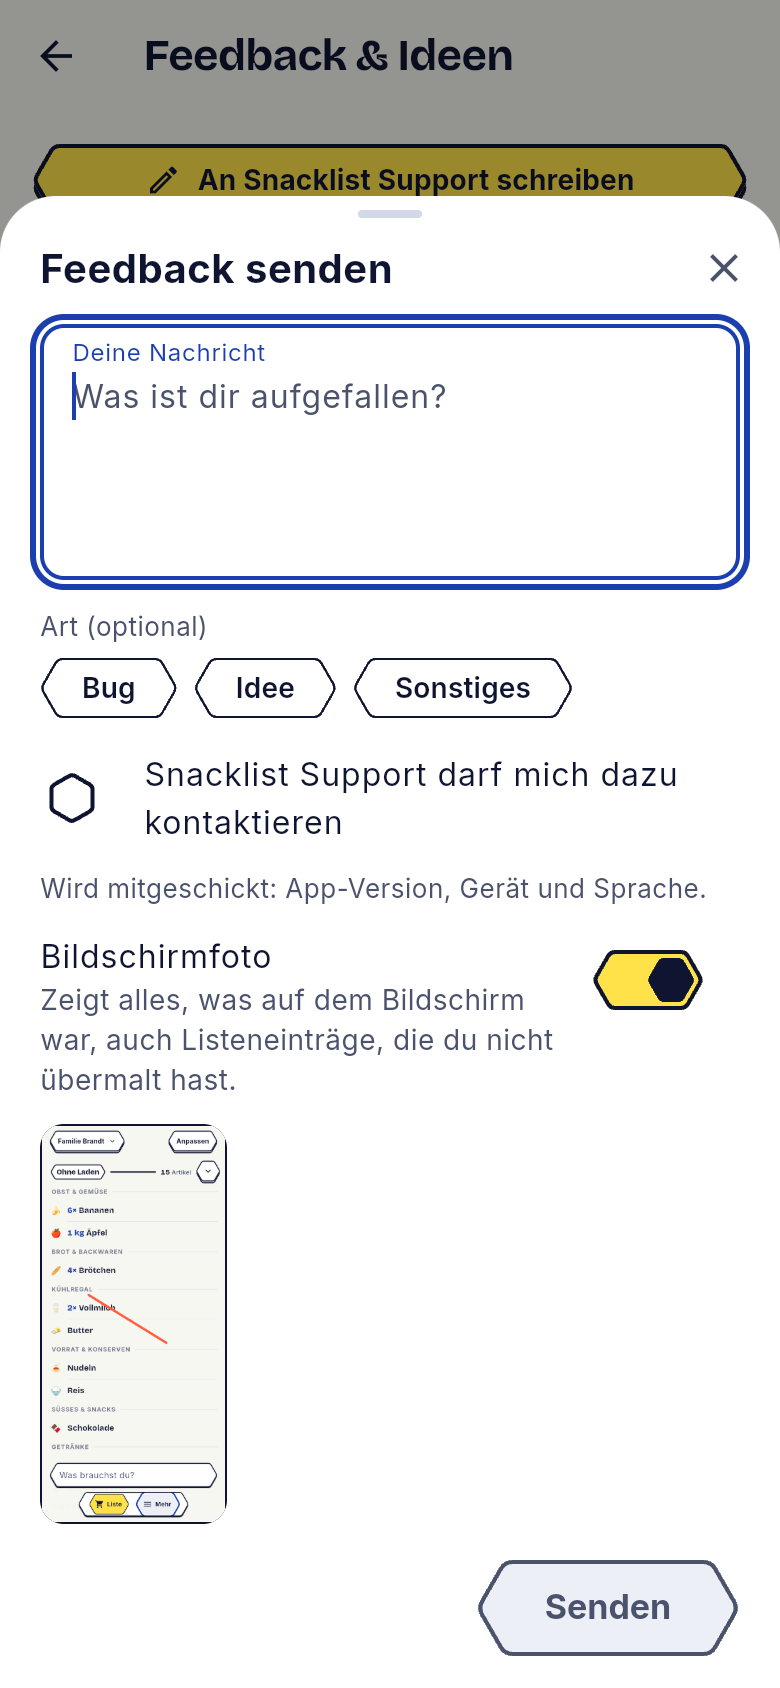 Feedback & Ideen
An Snacklist Support schreiben
Feedback senden
Deine Nachricht
Was ist dir aufgefallen?
Art (optional)
Bug
Idee
Sonstiges
Snacklist Support darf mich dazu
kontaktieren
Wird mitgeschickt: App-Version, Gerät und Sprache.
Bildschirmfoto
Zeigt alles, was auf dem Bildschirm
war, auch Listeneinträge, die du nicht
übermalt hast.
Familie Brandt
Anpassen
Ohne Laden
15 Artikel
OBST & GEMÜSE
6× Bananen
1 kg Äpfel
BROT & BACKWAREN
4× Brötchen
KÜHLREGAL
2× Vollmilch
Butter
VORRAT & KONSERVEN
Nudeln
Reis
SÜSSES & SNACKS
Schokolade
GETRÄNKE
Was brauchst du?
Liste
Mehr
Senden